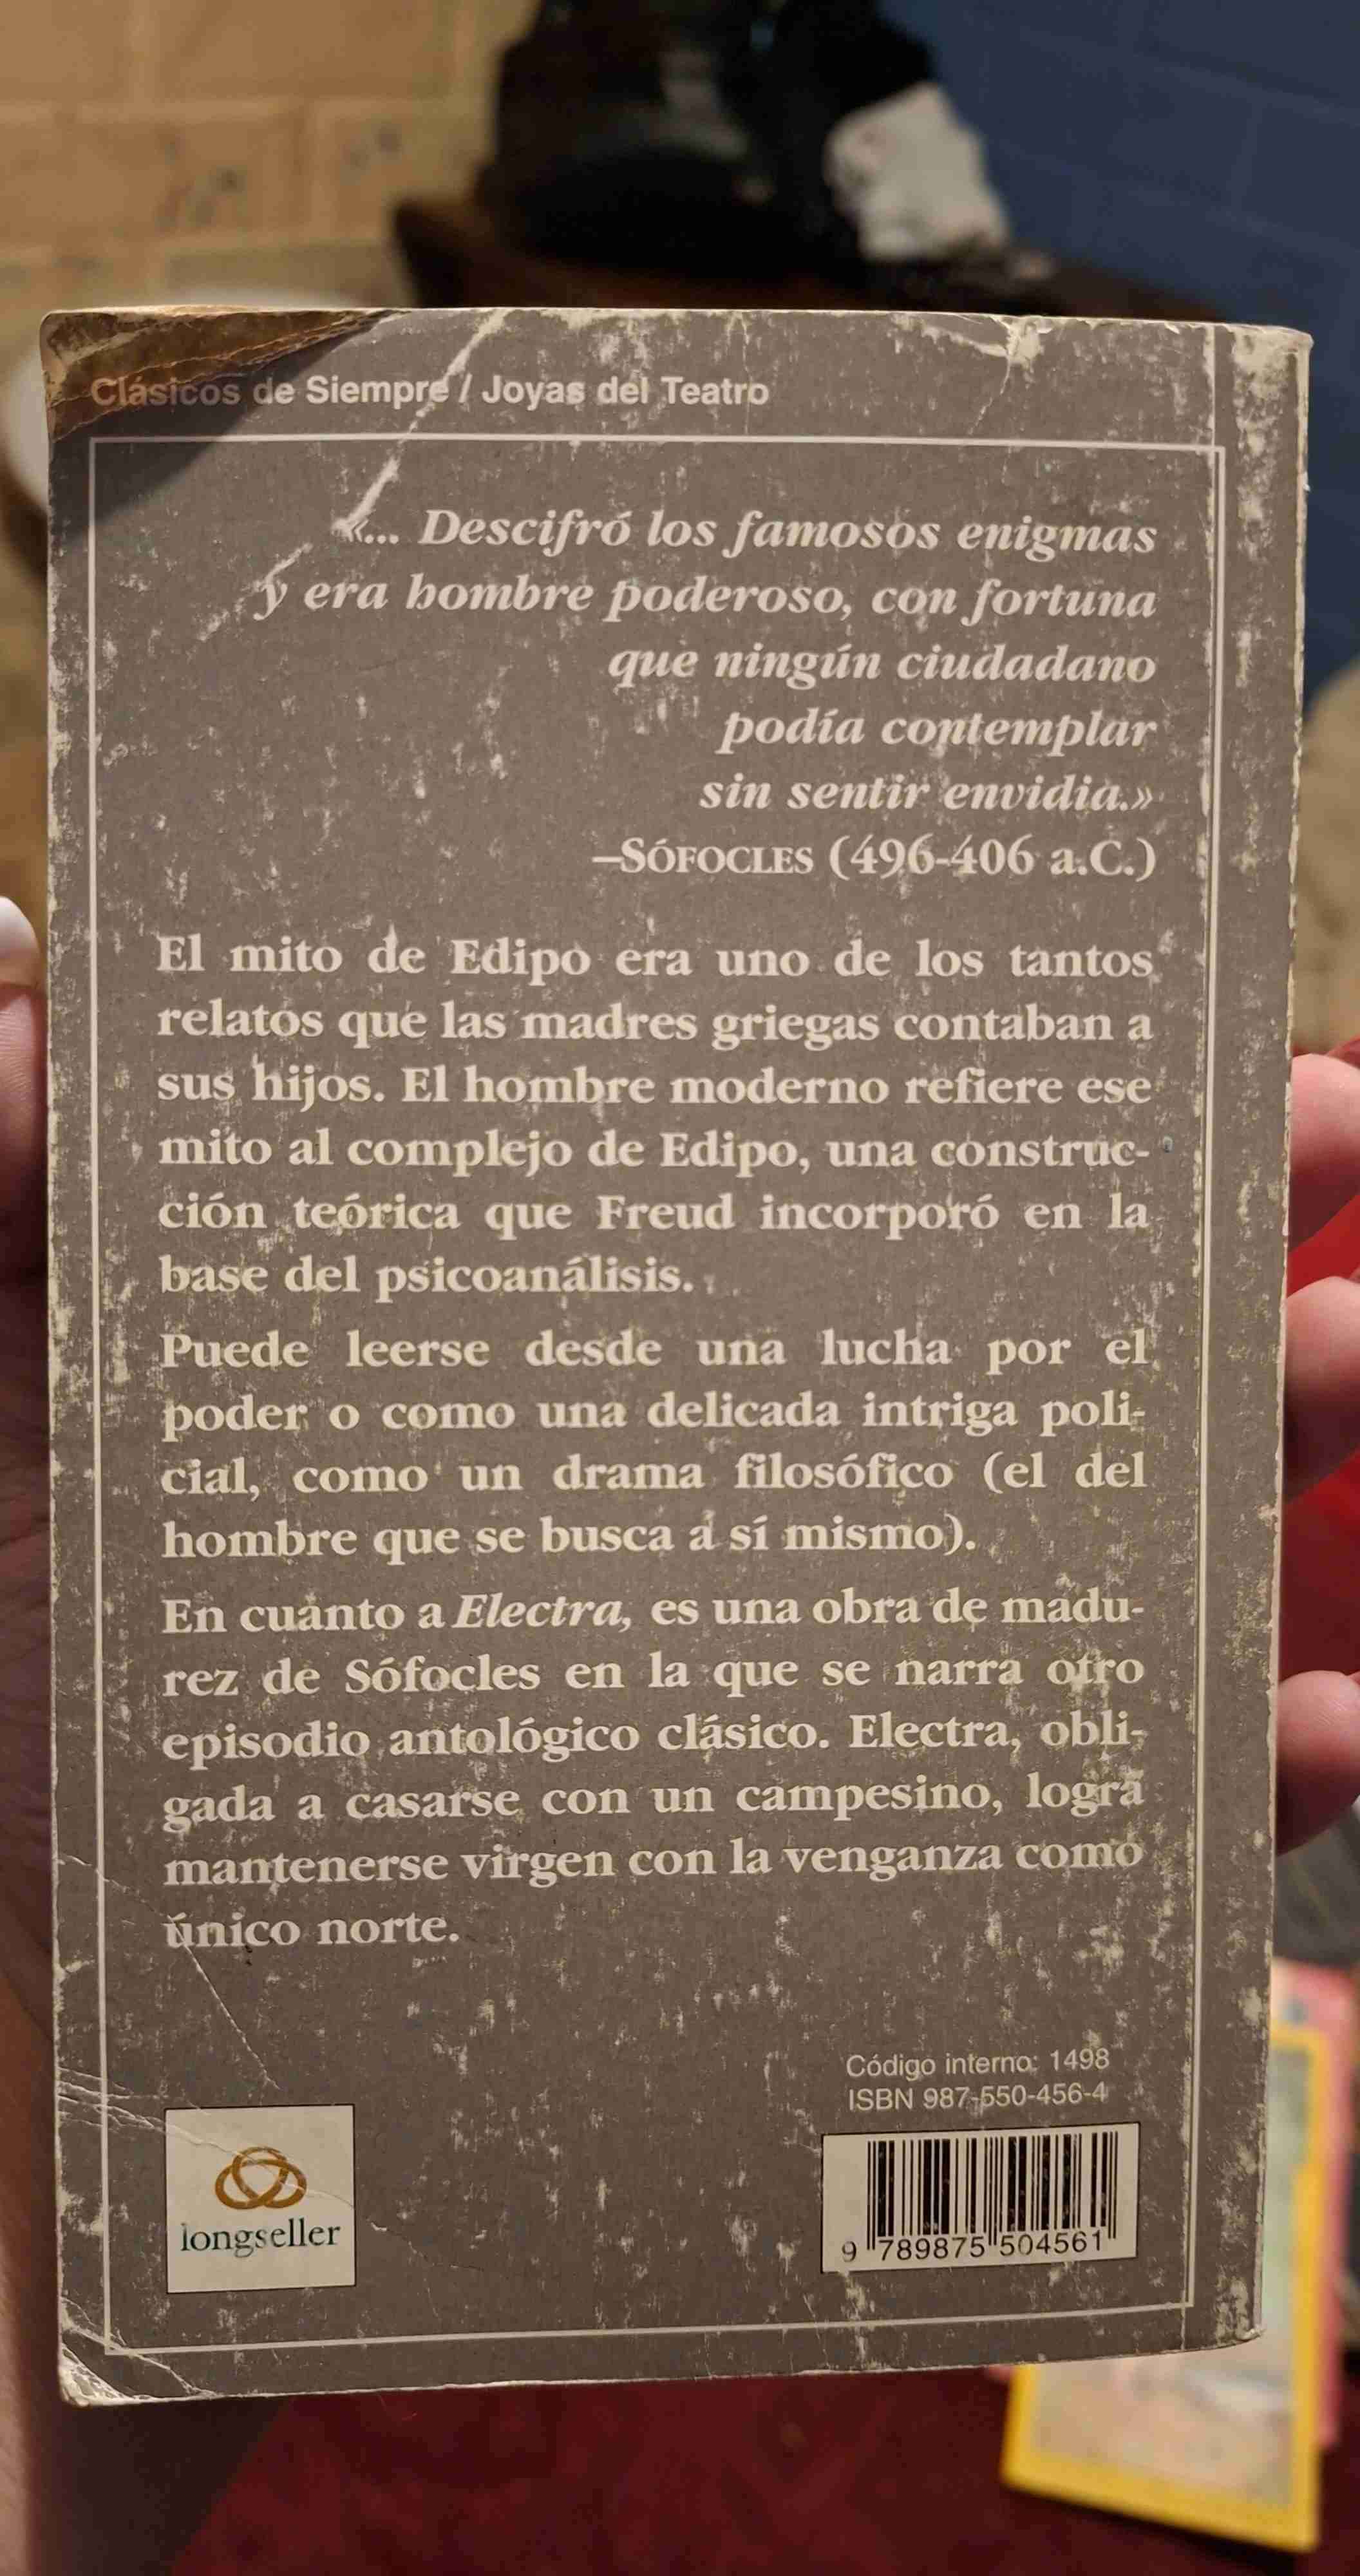 Clásicos de Siempre / Joyas del Teatro
«... Descifró los famosos enigmas
y era hombre poderoso, con fortuna
que ningún ciudadano
podía contemplar
sin sentir envidia.»
–SÓFOCLES (496-406 a.C.)
El mito de Edipo era uno de los tantos
relatos que las madres griegas contaban a
sus hijos. El hombre moderno refiere ese
mito al complejo de Edipo, una construc-
ción teórica que Freud incorporó en la
base del psicoanálisis.
Puede leerse desde una lucha por el
poder o como una delicada intriga poli-
cial, como un drama filosófico (el del
hombre que se busca a sí mismo).
En cuanto a Electra, es una obra de madu-
rez de Sófocles en la que se narra otro
episodio antológico clásico. Electra, obli-
gada a casarse con un campesino, logra
mantenerse virgen con la venganza como
único norte.
Código interno: 1498
ISBN 987-550-456-4
longseller
9 789875 504561